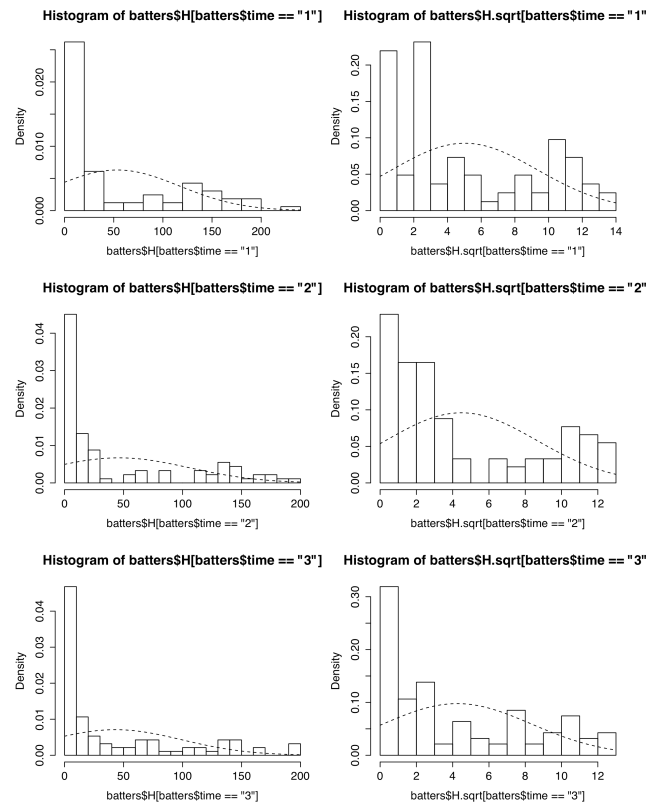 Histogram of batters$H[batters$time == "1"]
Density
0.000 0.010 0.020
0 50 100 150 200
batters$H[batters$time == "1"]
Histogram of batters$H.sqrt[batters$time == "1"
Density
0.00 0.05 0.10 0.15 0.20
0 2 4 6 8 10 12 14
batters$H.sqrt[batters$time == "1"]
Histogram of batters$H[batters$time == "2"]
Density
0.00 0.01 0.02 0.03 0.04
0 50 100 150 200
batters$H[batters$time == "2"]
Histogram of batters$H.sqrt[batters$time == "2"
Density
0.00 0.05 0.10 0.15 0.20
0 2 4 6 8 10 12
batters$H.sqrt[batters$time == "2"]
Histogram of batters$H[batters$time == "3"]
Density
0.00 0.01 0.02 0.03 0.04
0 50 100 150 200
batters$H[batters$time == "3"]
Histogram of batters$H.sqrt[batters$time == "3"
Density
0.00 0.10 0.20 0.30
0 2 4 6 8 10 12
batters$H.sqrt[batters$time == "3"]